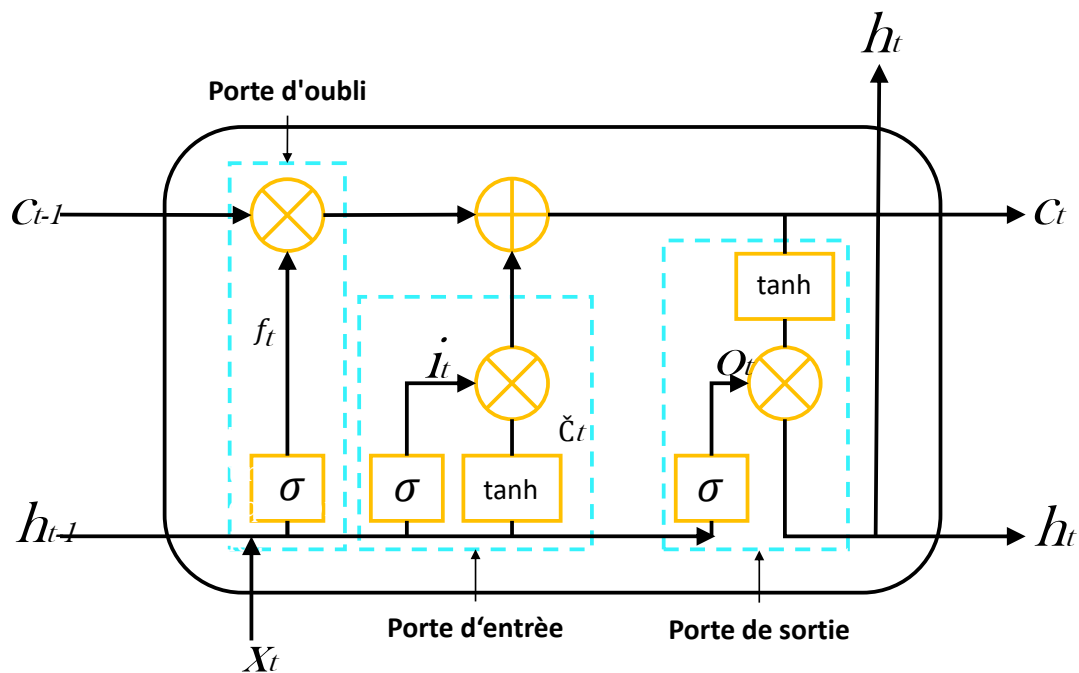 ht
Porte d'oubli
ct-1
ct
tanh
ft
it
ot
Čt
σ
σ
tanh
σ
ht-1
ht
Porte d‘entrèe
Porte de sortie
xt